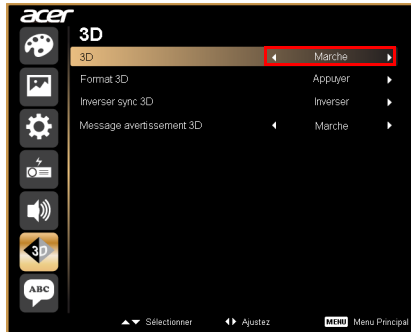 acer
3D
3D Marche
Format 3D Appuyer
Inverser sync 3D Inverser
Message avertissement 3D Marche
3D
ABC
Sélectionner Ajustez MENU Menu Principal